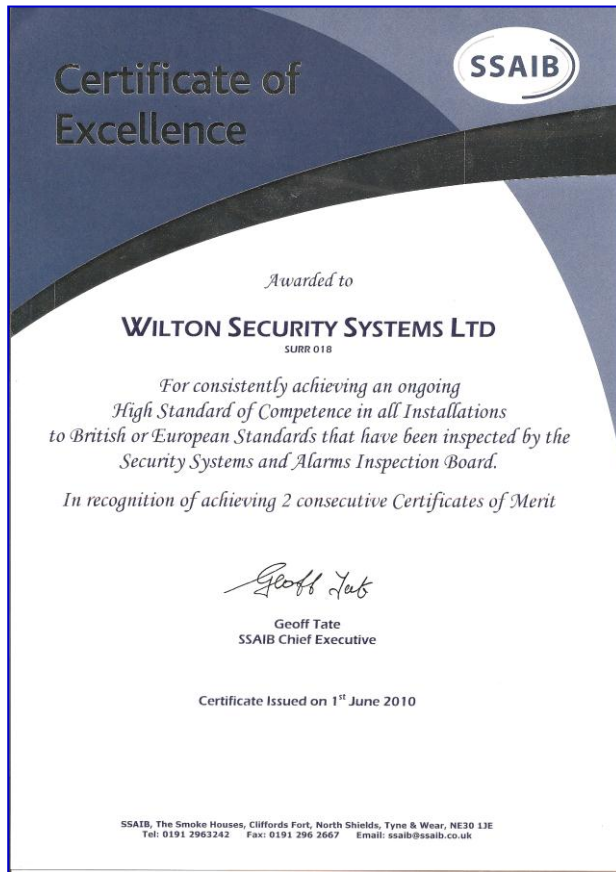 Certificate of
Excellence
SSAIB
Awarded to
WILTON SECURITY SYSTEMS LTD
SURR 018
For consistently achieving an ongoing
High Standard of Competence in all Installations
to British or European Standards that have been inspected by the
Security Systems and Alarms Inspection Board.
In recognition of achieving 2 consecutive Certificates of Merit
Geoff Tate
Geoff Tate
SSAIB Chief Executive
Certificate Issued on 1st June 2010
SSAIB, The Smoke Houses, Cliffords Fort, North Shields, Tyne & Wear, NE30 1JE
Tel: 0191 2963242 Fax: 0191 296 2667 Email: ssaib@ssaib.co.uk